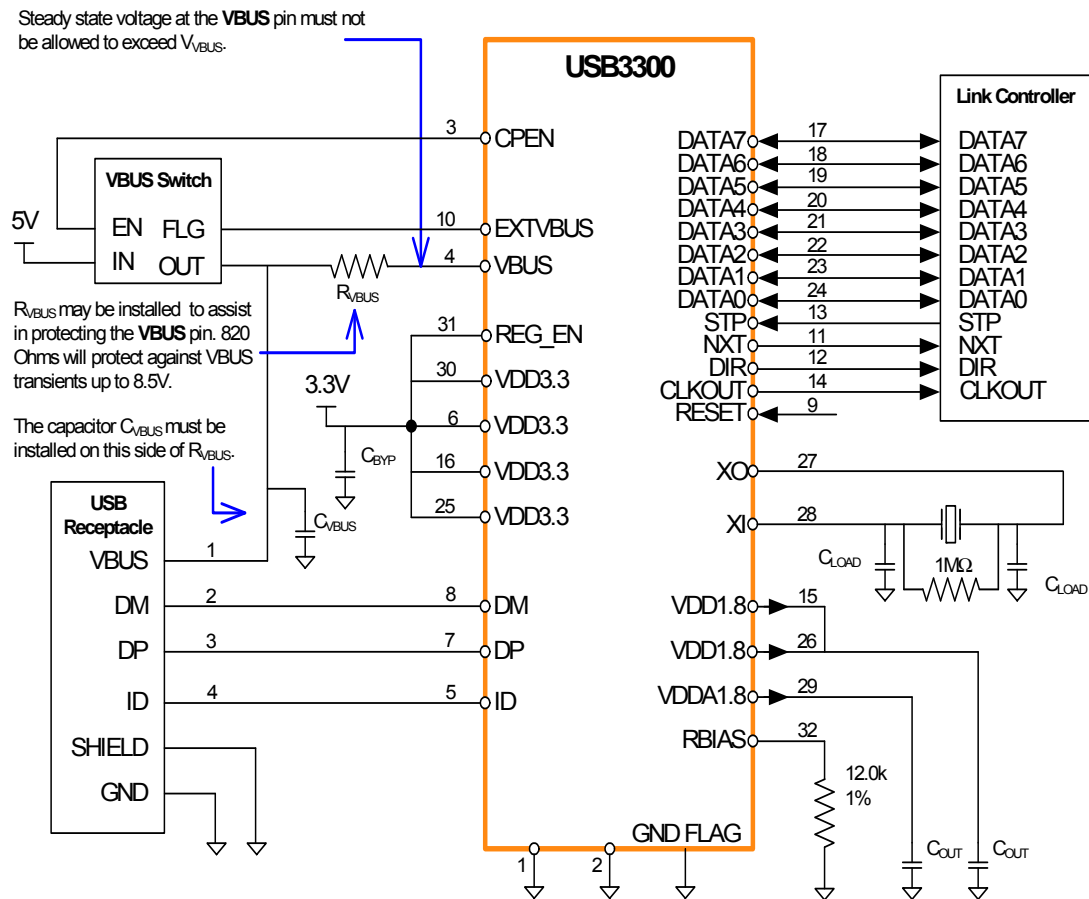 Steady state voltage at the VBUS pin must not
be allowed to exceed VVBUS.
USB3300
Link Controller
3
CPEN
VBUS Switch
5V
EN FLG
IN OUT
10
EXTVBUS
4
VBUS
RVBUS
RVBUS may be installed to assist
in protecting the VBUS pin. 820
Ohms will protect against VBUS
transients up to 8.5V.
The capacitor CVBUS must be
installed on this side of RVBUS.
31
REG_EN
3.3V
30
VDD3.3
6
VDD3.3
CBYP
16
VDD3.3
25
VDD3.3
CVBUS
USB
Receptacle
VBUS 1
DM 2 8 DM
DP 3 7 DP
ID 4 5 ID
SHIELD
GND
DATA7 17 DATA7
DATA6 18 DATA6
DATA5 19 DATA5
DATA4 20 DATA4
DATA3 21 DATA3
DATA2 22 DATA2
DATA1 23 DATA1
DATA0 24 DATA0
STP 13 STP
NXT 11 NXT
DIR 12 DIR
CLKOUT 14 CLKOUT
RESET 9
XO 27
XI 28
CLOAD
1MΩ
CLOAD
VDD1.8 15
VDD1.8 26
VDDA1.8 29
RBIAS 32
12.0k
1%
COUT
COUT
GND FLAG
1
2